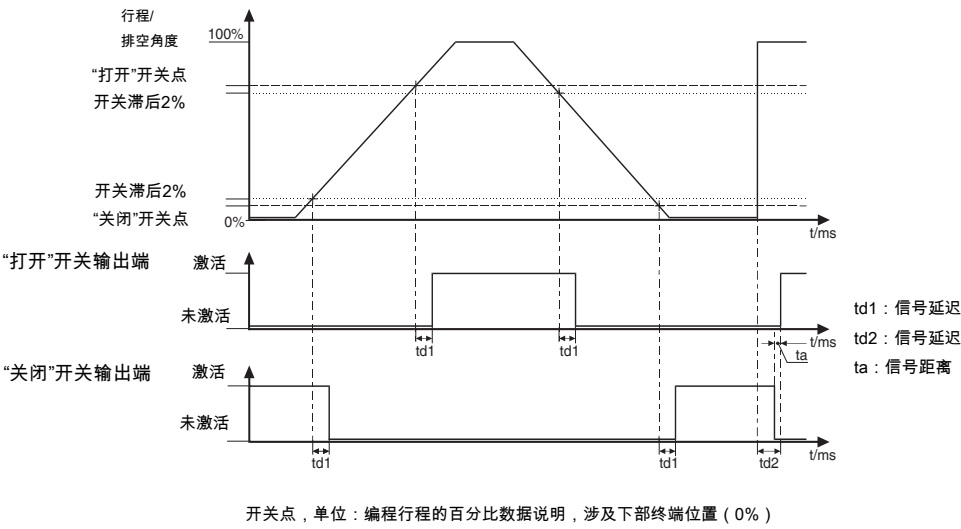 行程/
排空角度
100%
“打开”开关点
开关滞后2%
开关滞后2%
“关闭”开关点
0%
t/ms
“打开”开关输出端
激活
未激活
td1
td1
t/ms
ta
td1：信号延迟
td2：信号延迟
ta：信号距离
“关闭”开关输出端
激活
未激活
td1
td1
td2
t/ms
开关点，单位：编程行程的百分比数据说明，涉及下部终端位置（0%）